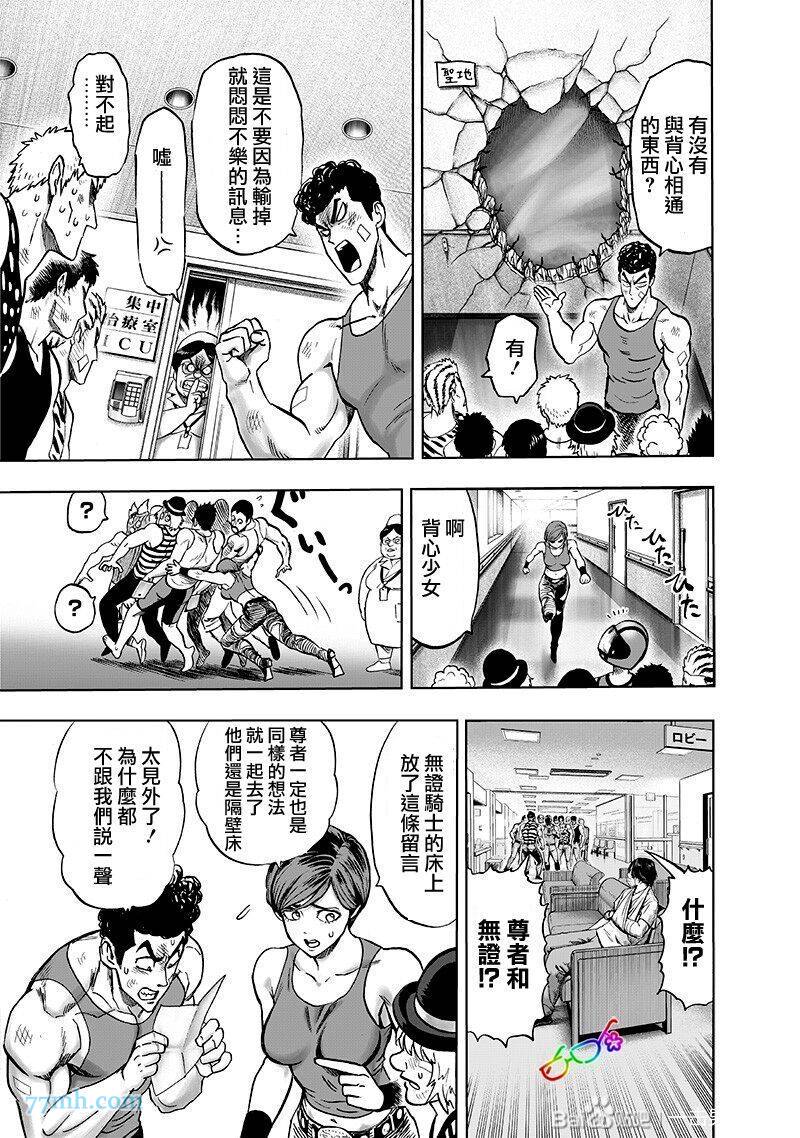 聖地
有沒有
與背心相通
的東西？
有！
這是不要因為輸掉
就悶悶不樂的訊息…
噓——
對不起
………
集中
治療室
ICU
ひた
ひた
ひた
啊
背心少女
ぐいっ
？
？
ロビー
什麼！？
尊者和
無證！？
無證騎士的床上
放了這條留言
尊者一定也是
同樣的想法
就一起去了
他們還是隔壁床
太見外了！
為什麼都
不跟我們說一聲
77mh.com